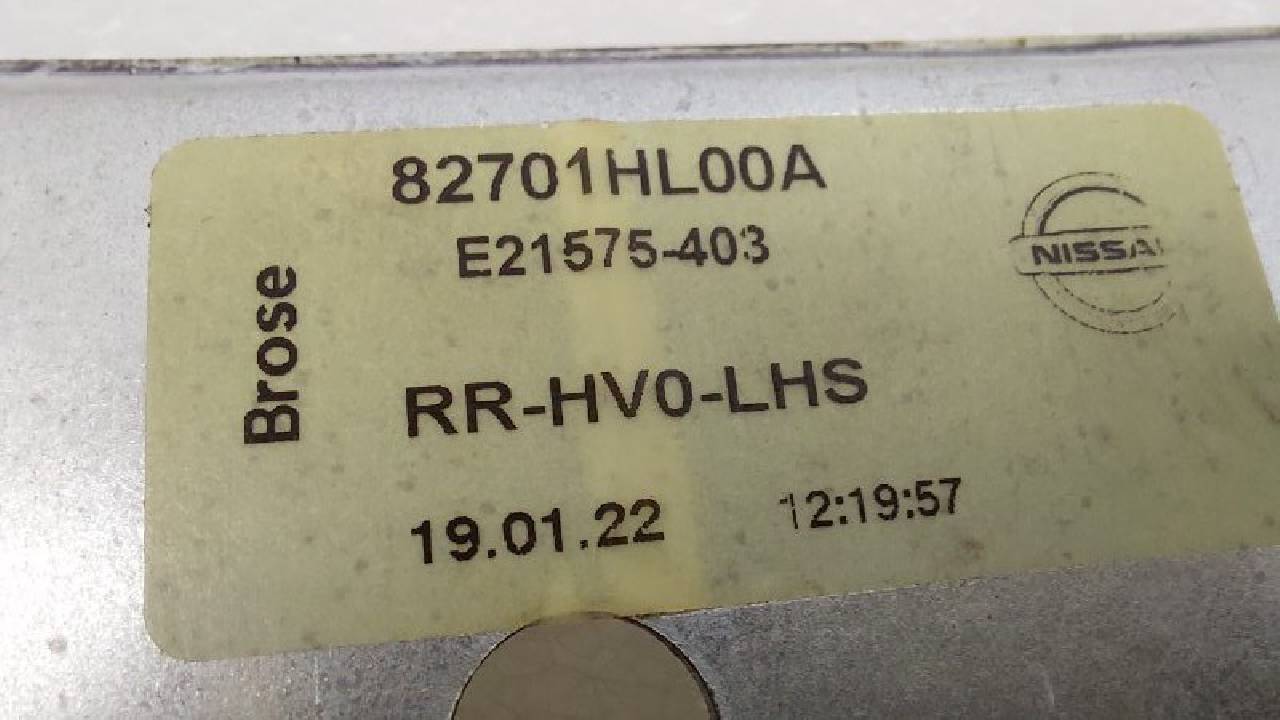 82701HL00A
E21575-403
Brose
NISSAN
RR-HV0-LHS
19.01.22 12:19:57